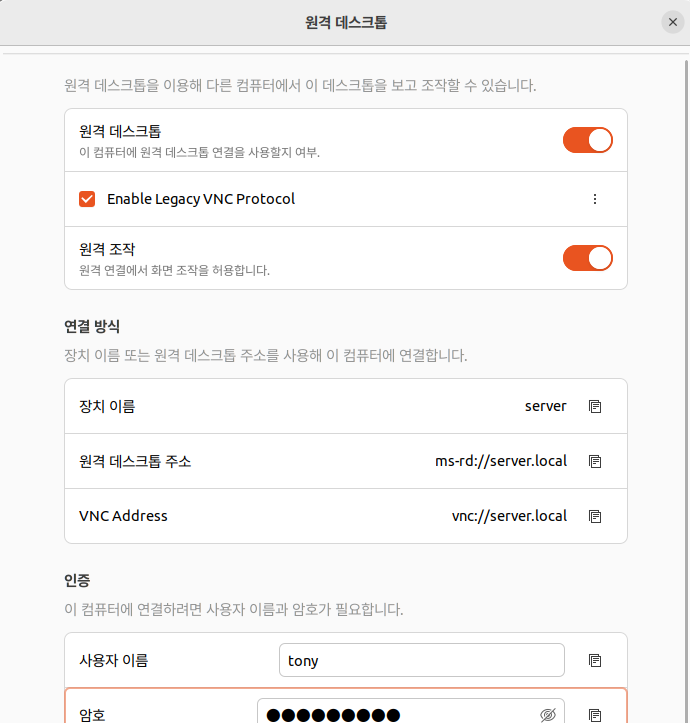 원격 데스크톱
원격 데스크톱을 이용해 다른 컴퓨터에서 이 데스크톱을 보고 조작할 수 있습니다.
원격 데스크톱
이 컴퓨터에 원격 데스크톱 연결을 사용할지 여부.
Enable Legacy VNC Protocol
원격 조작
원격 연결에서 화면 조작을 허용합니다.
연결 방식
장치 이름 또는 원격 데스크톱 주소를 사용해 이 컴퓨터에 연결합니다.
장치 이름 server
원격 데스크톱 주소 ms-rd://server.local
VNC Address vnc://server.local
인증
이 컴퓨터에 연결하려면 사용자 이름과 암호가 필요합니다.
사용자 이름 tony
암호 ●●●●●●●●●